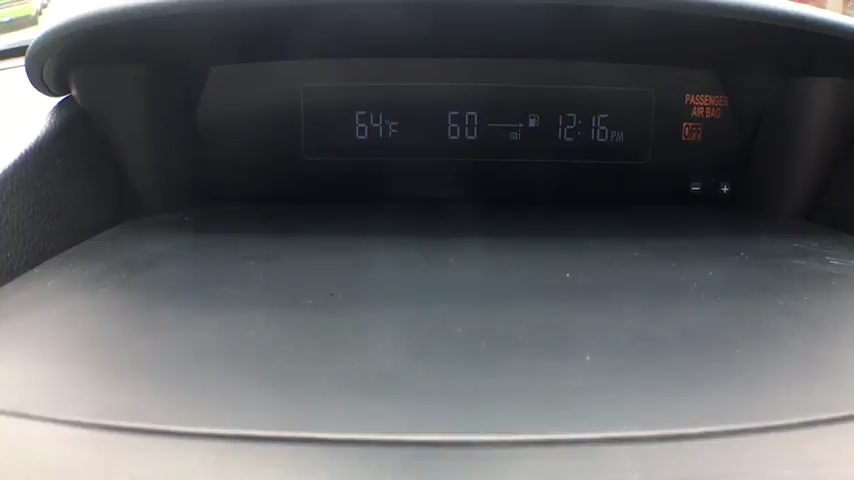 64°F 60 mi 12:16 PM
PASSENGER
AIR BAG
OFF
- +